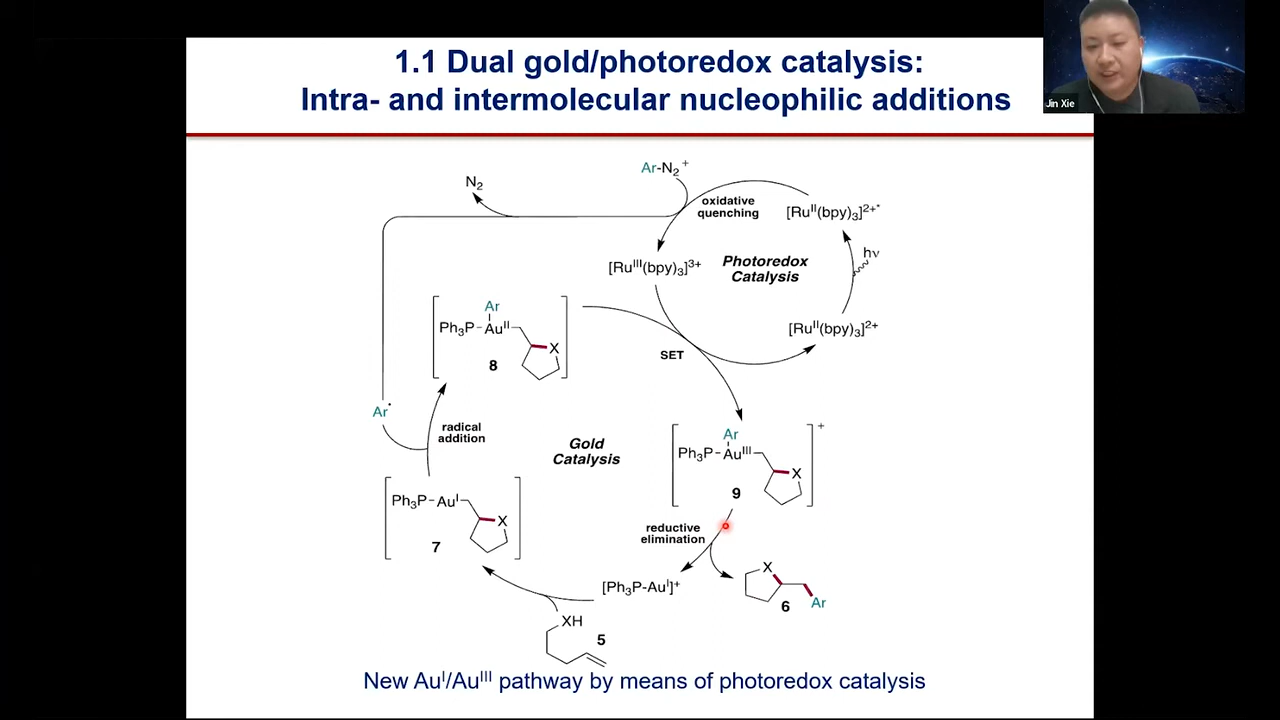 1.1 Dual gold/photoredox catalysis:
Intra- and intermolecular nucleophilic additions
Jin Xie
Ar-N₂⁺
N₂
oxidative
quenching
[Ruᴵᴵ(bpy)₃]²⁺*
[Ruᴵᴵᴵ(bpy)₃]³⁺
Photoredox
Catalysis
hν
[Ruᴵᴵ(bpy)₃]²⁺
SET
Ar
Ph₃P-Auᴵᴵ
X
8
Ar˙
radical
addition
Gold
Catalysis
Ar
Ph₃P-Auᴵᴵᴵ
X
+
9
Ph₃P-Auᴵ
X
7
reductive
elimination
[Ph₃P-Auᴵ]⁺
X
6
Ar
XH
5
New Auᴵ/Auᴵᴵᴵ pathway by means of photoredox catalysis